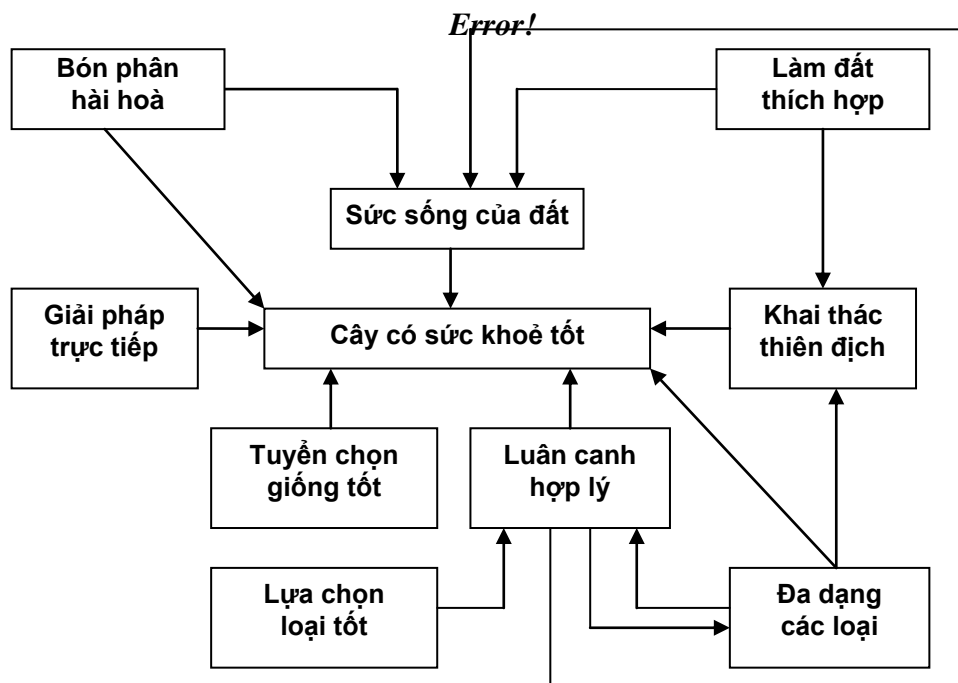 Error!
Bón phân
hài hoà
Làm đất
thích hợp
Sức sống của đất
Giải pháp
trực tiếp
Cây có sức khoẻ tốt
Khai thác
thiên địch
Tuyển chọn
giống tốt
Luân canh
hợp lý
Lựa chọn
loại tốt
Đa dạng
các loại